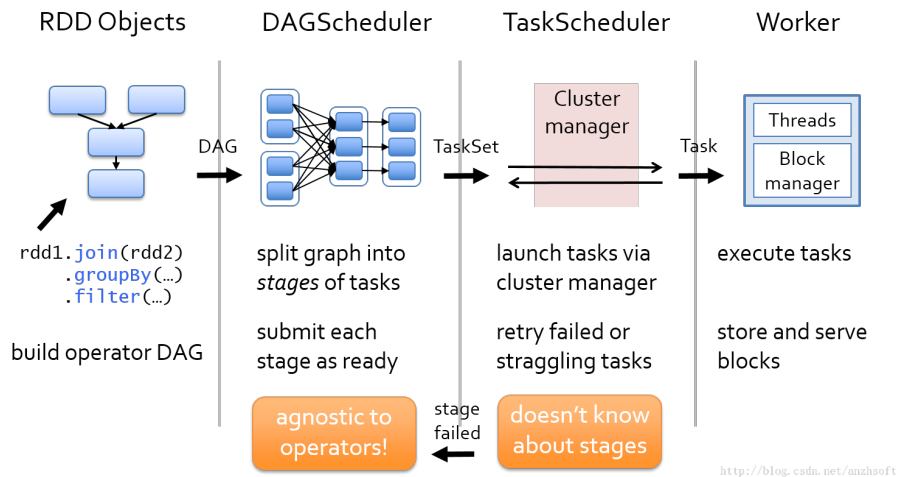 RDD Objects
DAGScheduler
TaskScheduler
Worker
DAG
TaskSet
Cluster
manager
Task
Threads
Block
manager
rdd1.join(rdd2)
.groupBy(…)
.filter(…)
build operator DAG
split graph into
stages of tasks
submit each
stage as ready
launch tasks via
cluster manager
retry failed or
straggling tasks
execute tasks
store and serve
blocks
agnostic to
operators!
stage
failed
doesn’t know
about stages
http://blog.csdn.net/anzhsoft